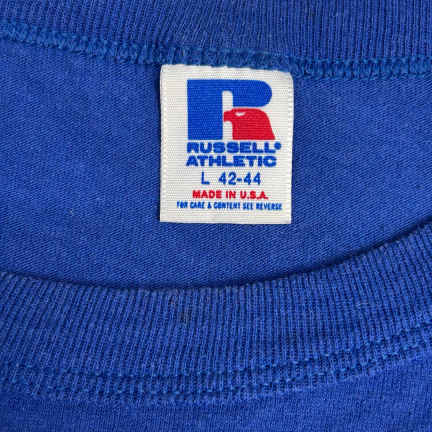 R
RUSSELL®
ATHLETIC
L 42-44
MADE IN U.S.A.
FOR CARE & CONTENT SEE REVERSE